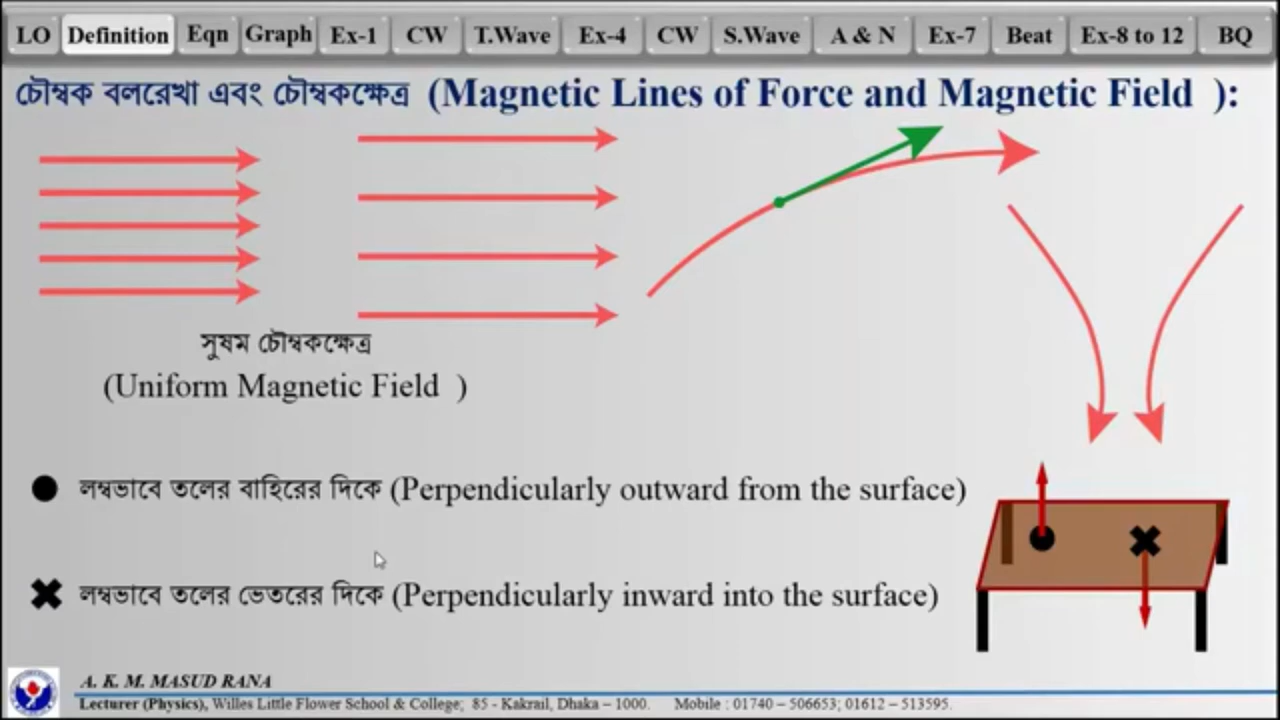 LO Definition Eqn Graph Ex-1 CW T.Wave Ex-4 CW S.Wave A & N Ex-7 Beat Ex-8 to 12 BQ
চৌম্বক বলরেখা এবং চৌম্বকক্ষেত্র (Magnetic Lines of Force and Magnetic Field ):
সুষম চৌম্বকক্ষেত্র
(Uniform Magnetic Field )
লম্বভাবে তলের বাহিরের দিকে (Perpendicularly outward from the surface)
লম্বভাবে তলের ভেতরের দিকে (Perpendicularly inward into the surface)
A. K. M. MASUD RANA
Lecturer (Physics), Willes Little Flower School & College; 85 - Kakrail, Dhaka – 1000. Mobile : 01740 – 506653; 01612 – 513595.